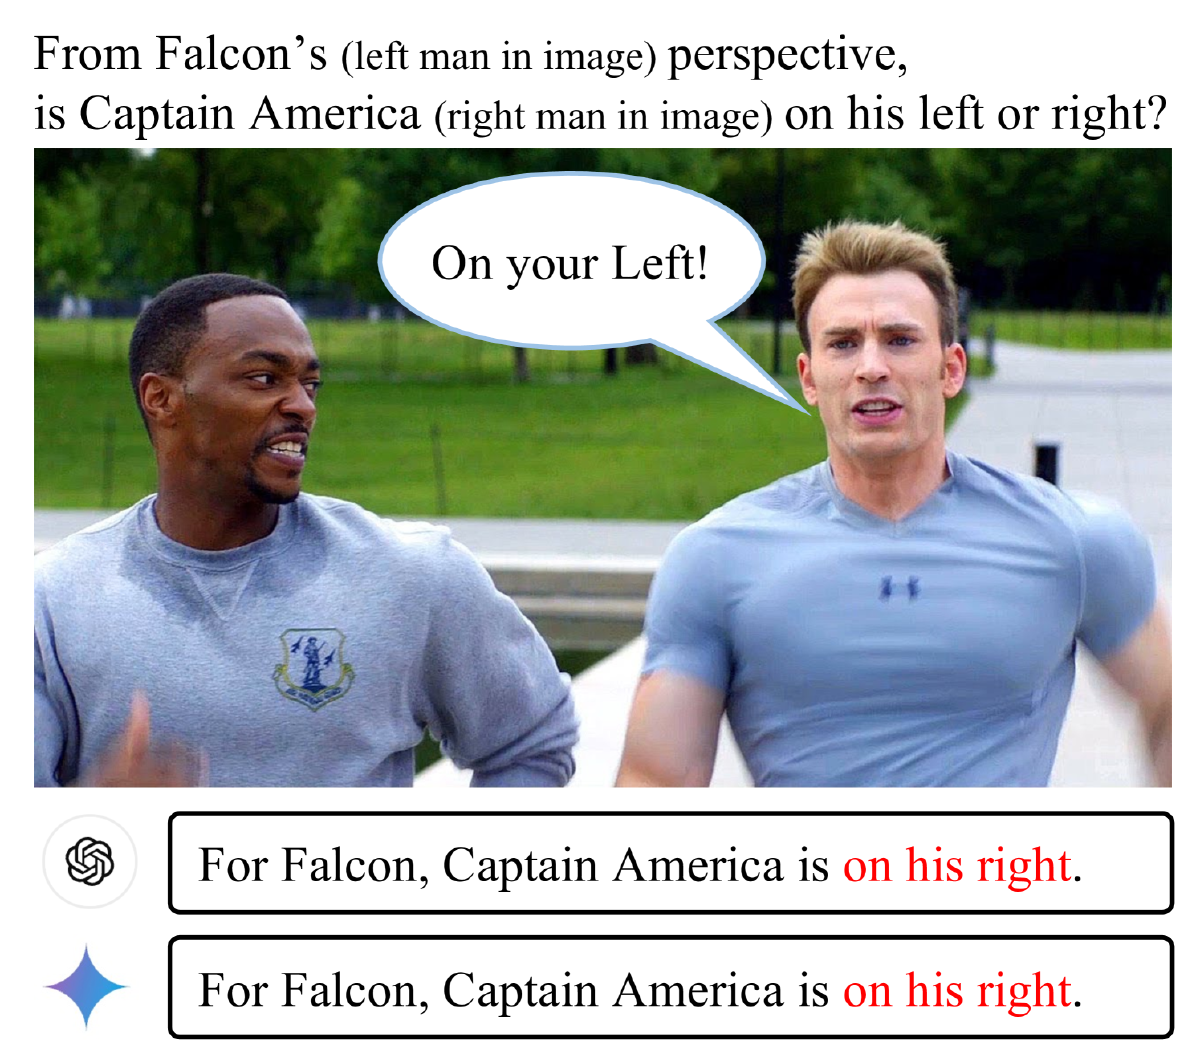 From Falcon’s (left man in image) perspective,
is Captain America (right man in image) on his left or right?
On your Left!
For Falcon, Captain America is on his right.
For Falcon, Captain America is on his right.